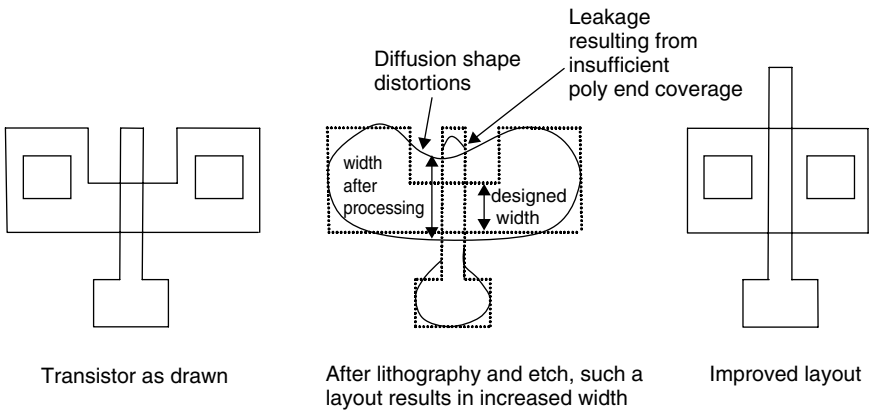 Leakage
resulting from
insufficient
poly end coverage
Diffusion shape
distortions
width
after
processing
designed
width
Transistor as drawn
After lithography and etch, such a
layout results in increased width
Improved layout